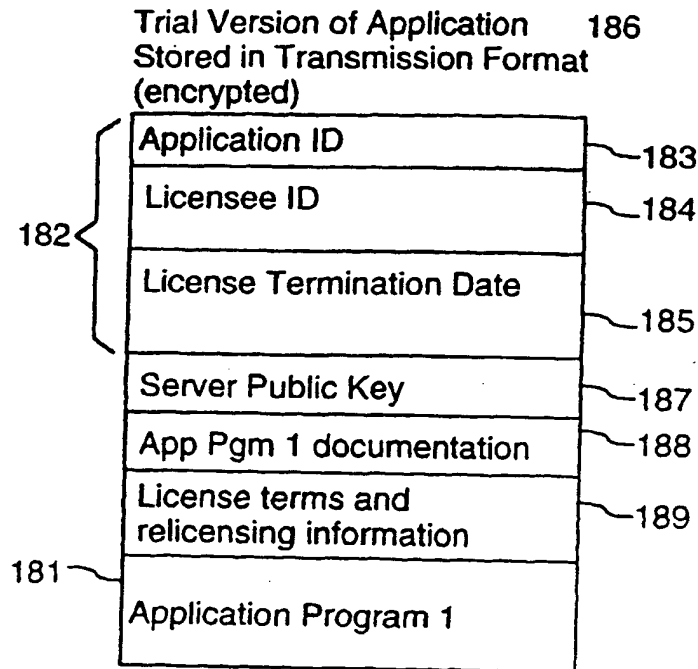 Trial Version of Application 186
Stored in Transmission Format
(encrypted)
Application ID 183
Licensee ID 184
182
License Termination Date 185
Server Public Key 187
App Pgm 1 documentation 188
License terms and
relicensing information 189
181
Application Program 1